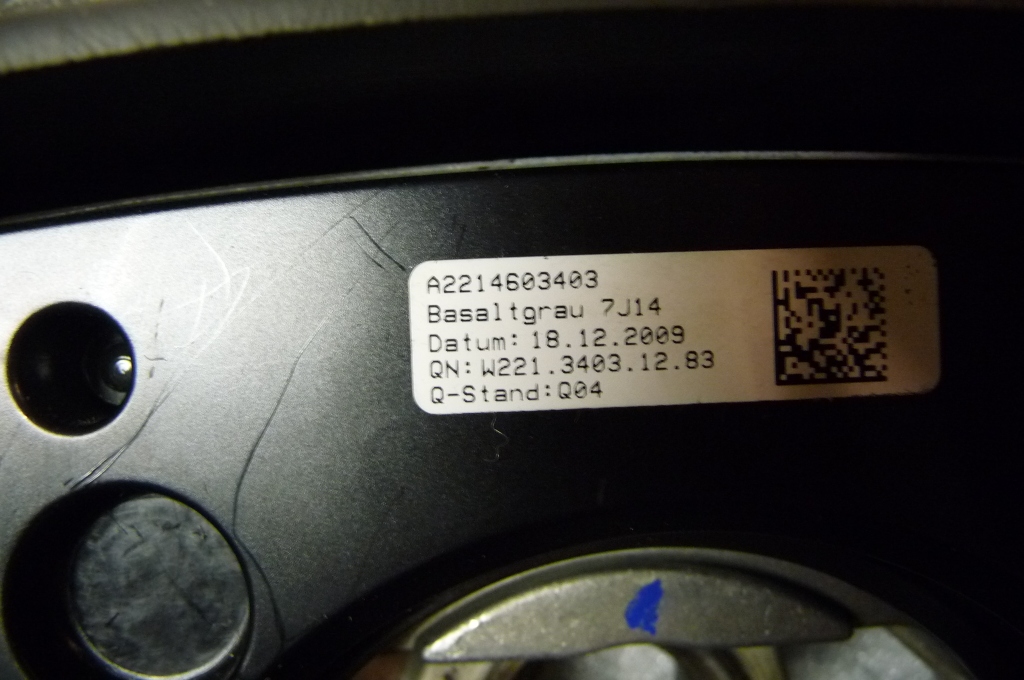 A2214603403
Basaltgrau 7J14
Datum: 18.12.2009
QN: W221.3403.12.83
Q-Stand:Q04